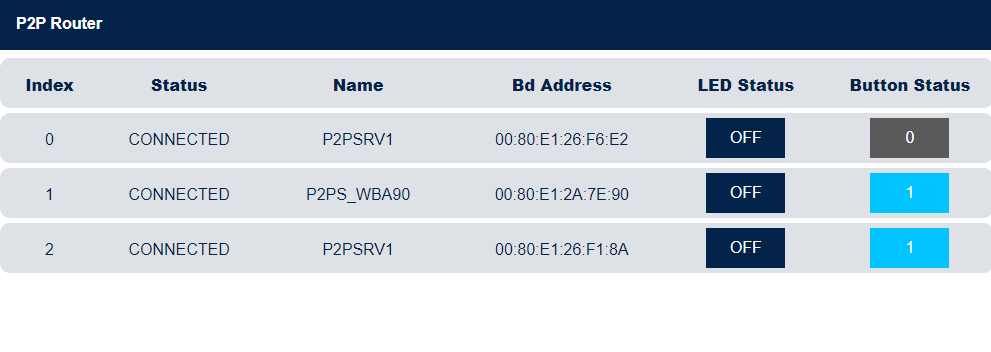 P2P Router
Index Status Name Bd Address LED Status Button Status
0 CONNECTED P2PSRV1 00:80:E1:26:F6:E2 OFF 0
1 CONNECTED P2PS_WBA90 00:80:E1:2A:7E:90 OFF 1
2 CONNECTED P2PSRV1 00:80:E1:26:F1:8A OFF 1